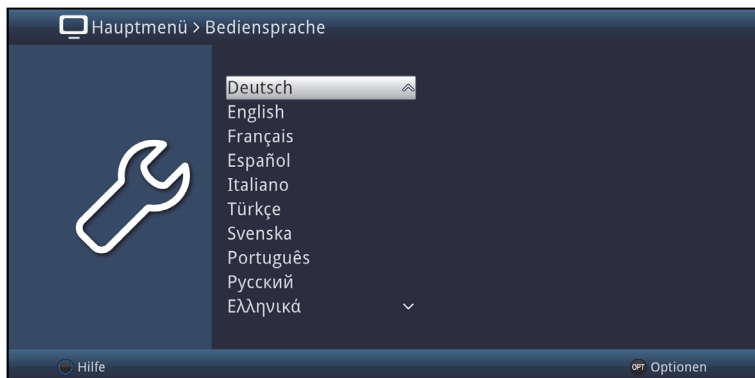 Hauptmenü > Bediensprache
Deutsch
English
Français
Español
Italiano
Türkçe
Svenska
Português
Русский
Ελληνικά
Hilfe
OPT Optionen